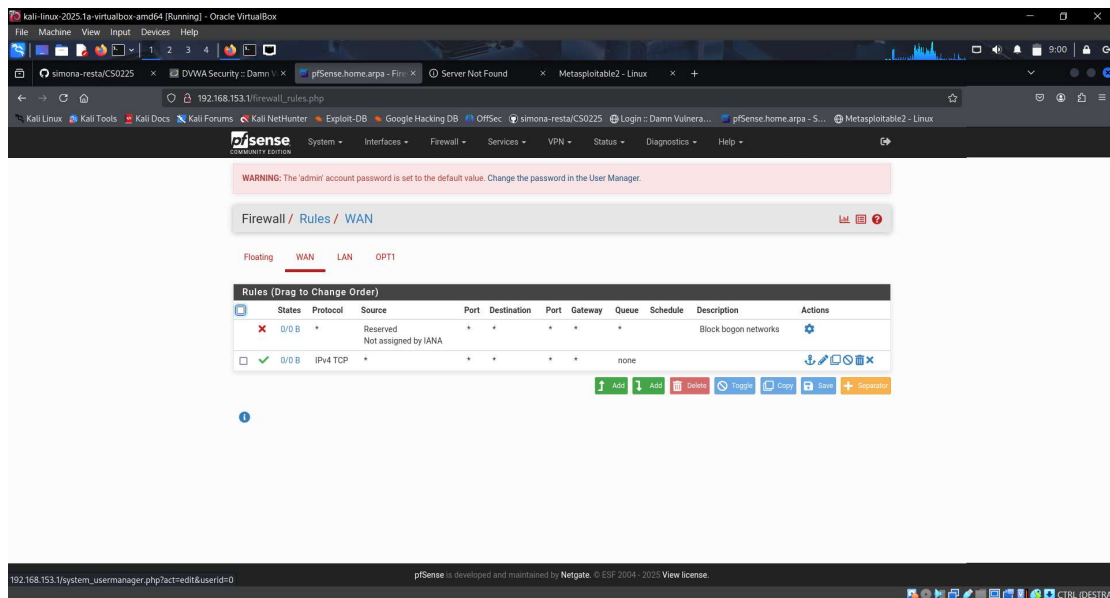 kali-linux-2025.1a-virtualbox-amd64 [Running] - Oracle VirtualBox
File Machine View Input Devices Help
1 2 3 4
9:00
simona-resta/CS0225
DVWA Security :: Damn
pfSense.home.arpa - Fire
Server Not Found
Metasploitable2 - Linux
192.168.153.1/firewall_rules.php
Kali Linux Kali Tools Kali Docs Kali Forums Kali NetHunter Exploit-DB Google Hacking DB OffSec simona-resta/CS0225 Login :: Damn Vulnera... pfSense.home.arpa - S... Metasploitable2 - Linux
pfsense
COMMUNITY EDITION
System Interfaces Firewall Services VPN Status Diagnostics Help
WARNING: The 'admin' account password is set to the default value. Change the password in the User Manager.
Firewall / Rules / WAN
Floating WAN LAN OPT1
Rules (Drag to Change Order)
States Protocol Source Port Destination Port Gateway Queue Schedule Description Actions
0/0 B * Reserved * * * * * Block bogon networks
Not assigned by IANA
0/0 B IPv4 TCP * * * * * none
Add Add Delete Toggle Copy Save Separator
192.168.153.1/system_usermanager.php?act=edit&userid=0
pfSense is developed and maintained by Netgate. © ESF 2004 - 2025 View license.
CTRL (DESTRA